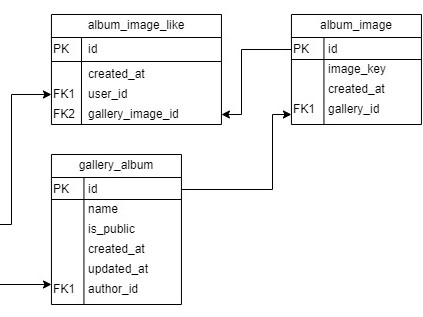 album_image_like
PK id
created_at
FK1 user_id
FK2 gallery_image_id
album_image
PK id
image_key
created_at
FK1 gallery_id
gallery_album
PK id
name
is_public
created_at
updated_at
FK1 author_id